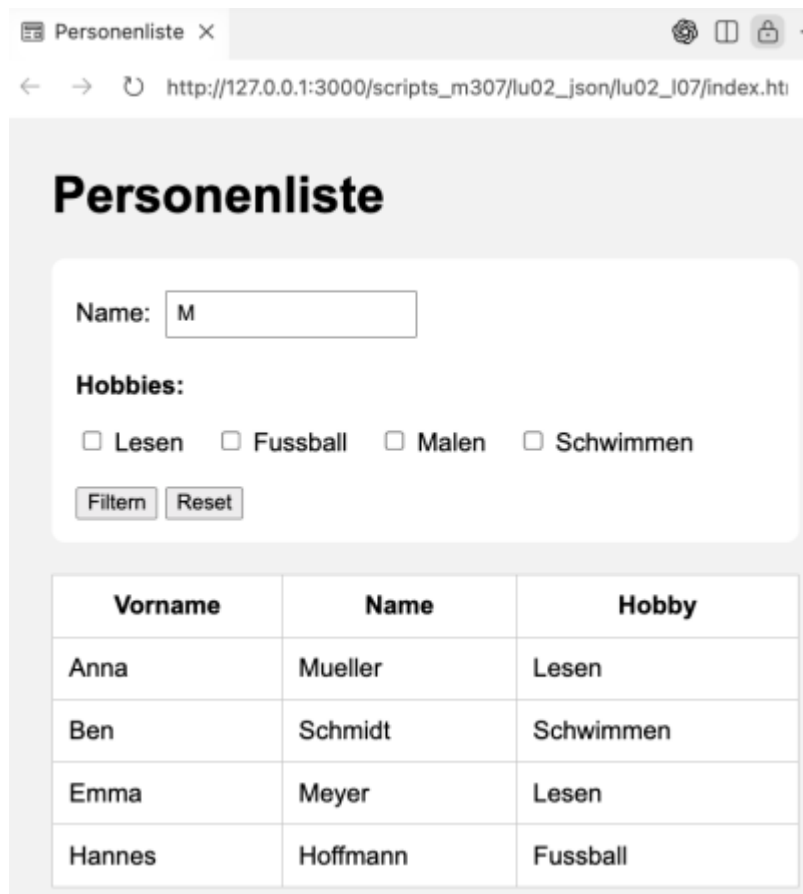 Personenliste
http://127.0.0.1:3000/scripts_m307/lu02_json/lu02_l07/index.ht
Personenliste
Name: M
Hobbies:
Lesen Fussball Malen Schwimmen
Filtern Reset
Vorname Name Hobby
Anna Mueller Lesen
Ben Schmidt Schwimmen
Emma Meyer Lesen
Hannes Hoffmann Fussball